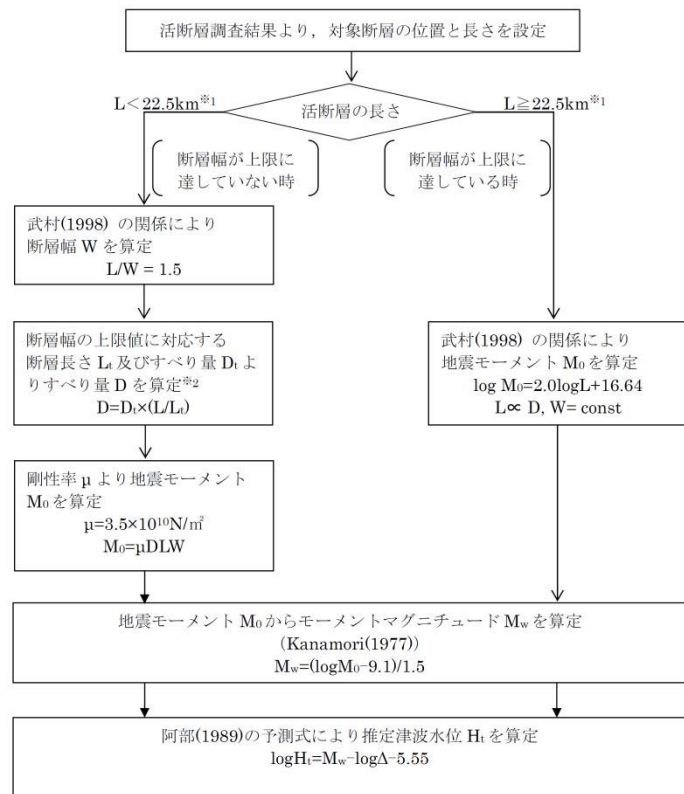 活断層調査結果より，対象断層の位置と長さを設定
L＜22.5km※1
活断層の長さ
L≧22.5km※1
断層幅が上限に
達していない時
断層幅が上限に
達している時
武村(1998) の関係により
断層幅 W を算定
L/W = 1.5
断層幅の上限値に対応する
断層長さ Lt 及びすべり量 Dt よ
りすべり量 D を算定※2
D=Dt×(L/Lt)
武村(1998) の関係により
地震モーメント M0 を算定
log M0=2.0logL+16.64
L∝ D, W= const
剛性率 μ より地震モーメント
M0 を算定
μ=3.5×10¹⁰N/㎡
M0=μDLW
地震モーメント M0 からモーメントマグニチュード Mw を算定
（Kanamori(1977)）
Mw=(logM0−9.1)/1.5
阿部(1989)の予測式により推定津波水位 Ht を算定
logHt=Mw−logΔ−5.55